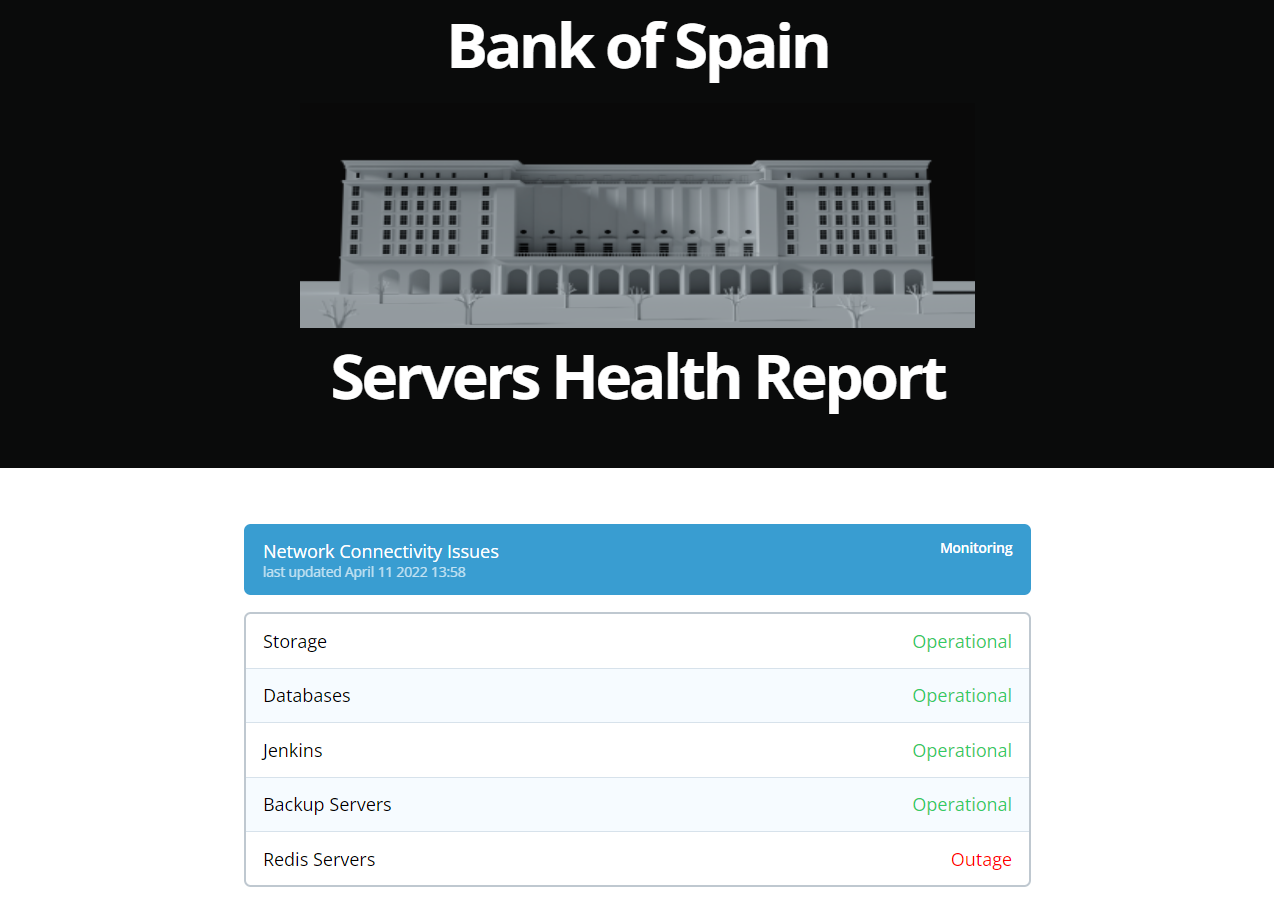 Bank of Spain
Servers Health Report
Network Connectivity Issues
Monitoring
last updated April 11 2022 13:58
Storage Operational
Databases Operational
Jenkins Operational
Backup Servers Operational
Redis Servers Outage